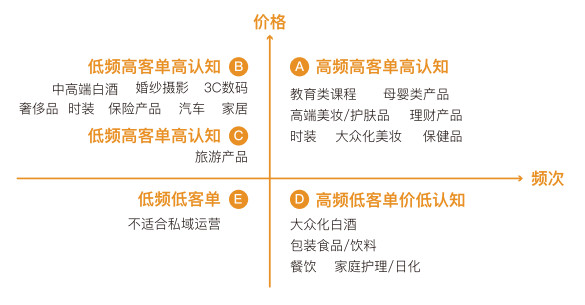 价格
低频高客单高认知 B
中高端白酒 婚纱摄影 3C数码
奢侈品 时装 保险产品 汽车 家居
低频高客单高认知 C
旅游产品
A 高频高客单高认知
教育类课程 母婴类产品
高端美妆/护肤品 理财产品
时装 大众化美妆 保健品
频次
低频低客单 E
不适合私域运营
D 高频低客单价低认知
大众化白酒
包装食品/饮料
餐饮 家庭护理/日化